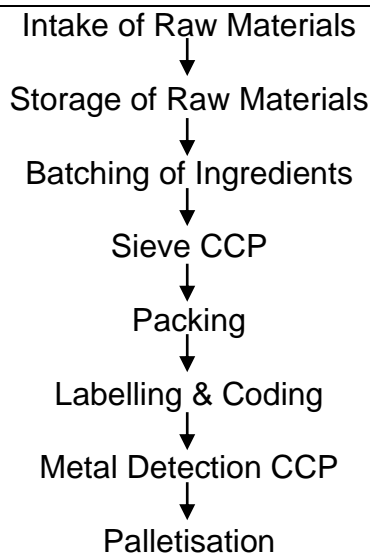 Intake of Raw Materials
Storage of Raw Materials
Batching of Ingredients
Sieve CCP
Packing
Labelling & Coding
Metal Detection CCP
Palletisation